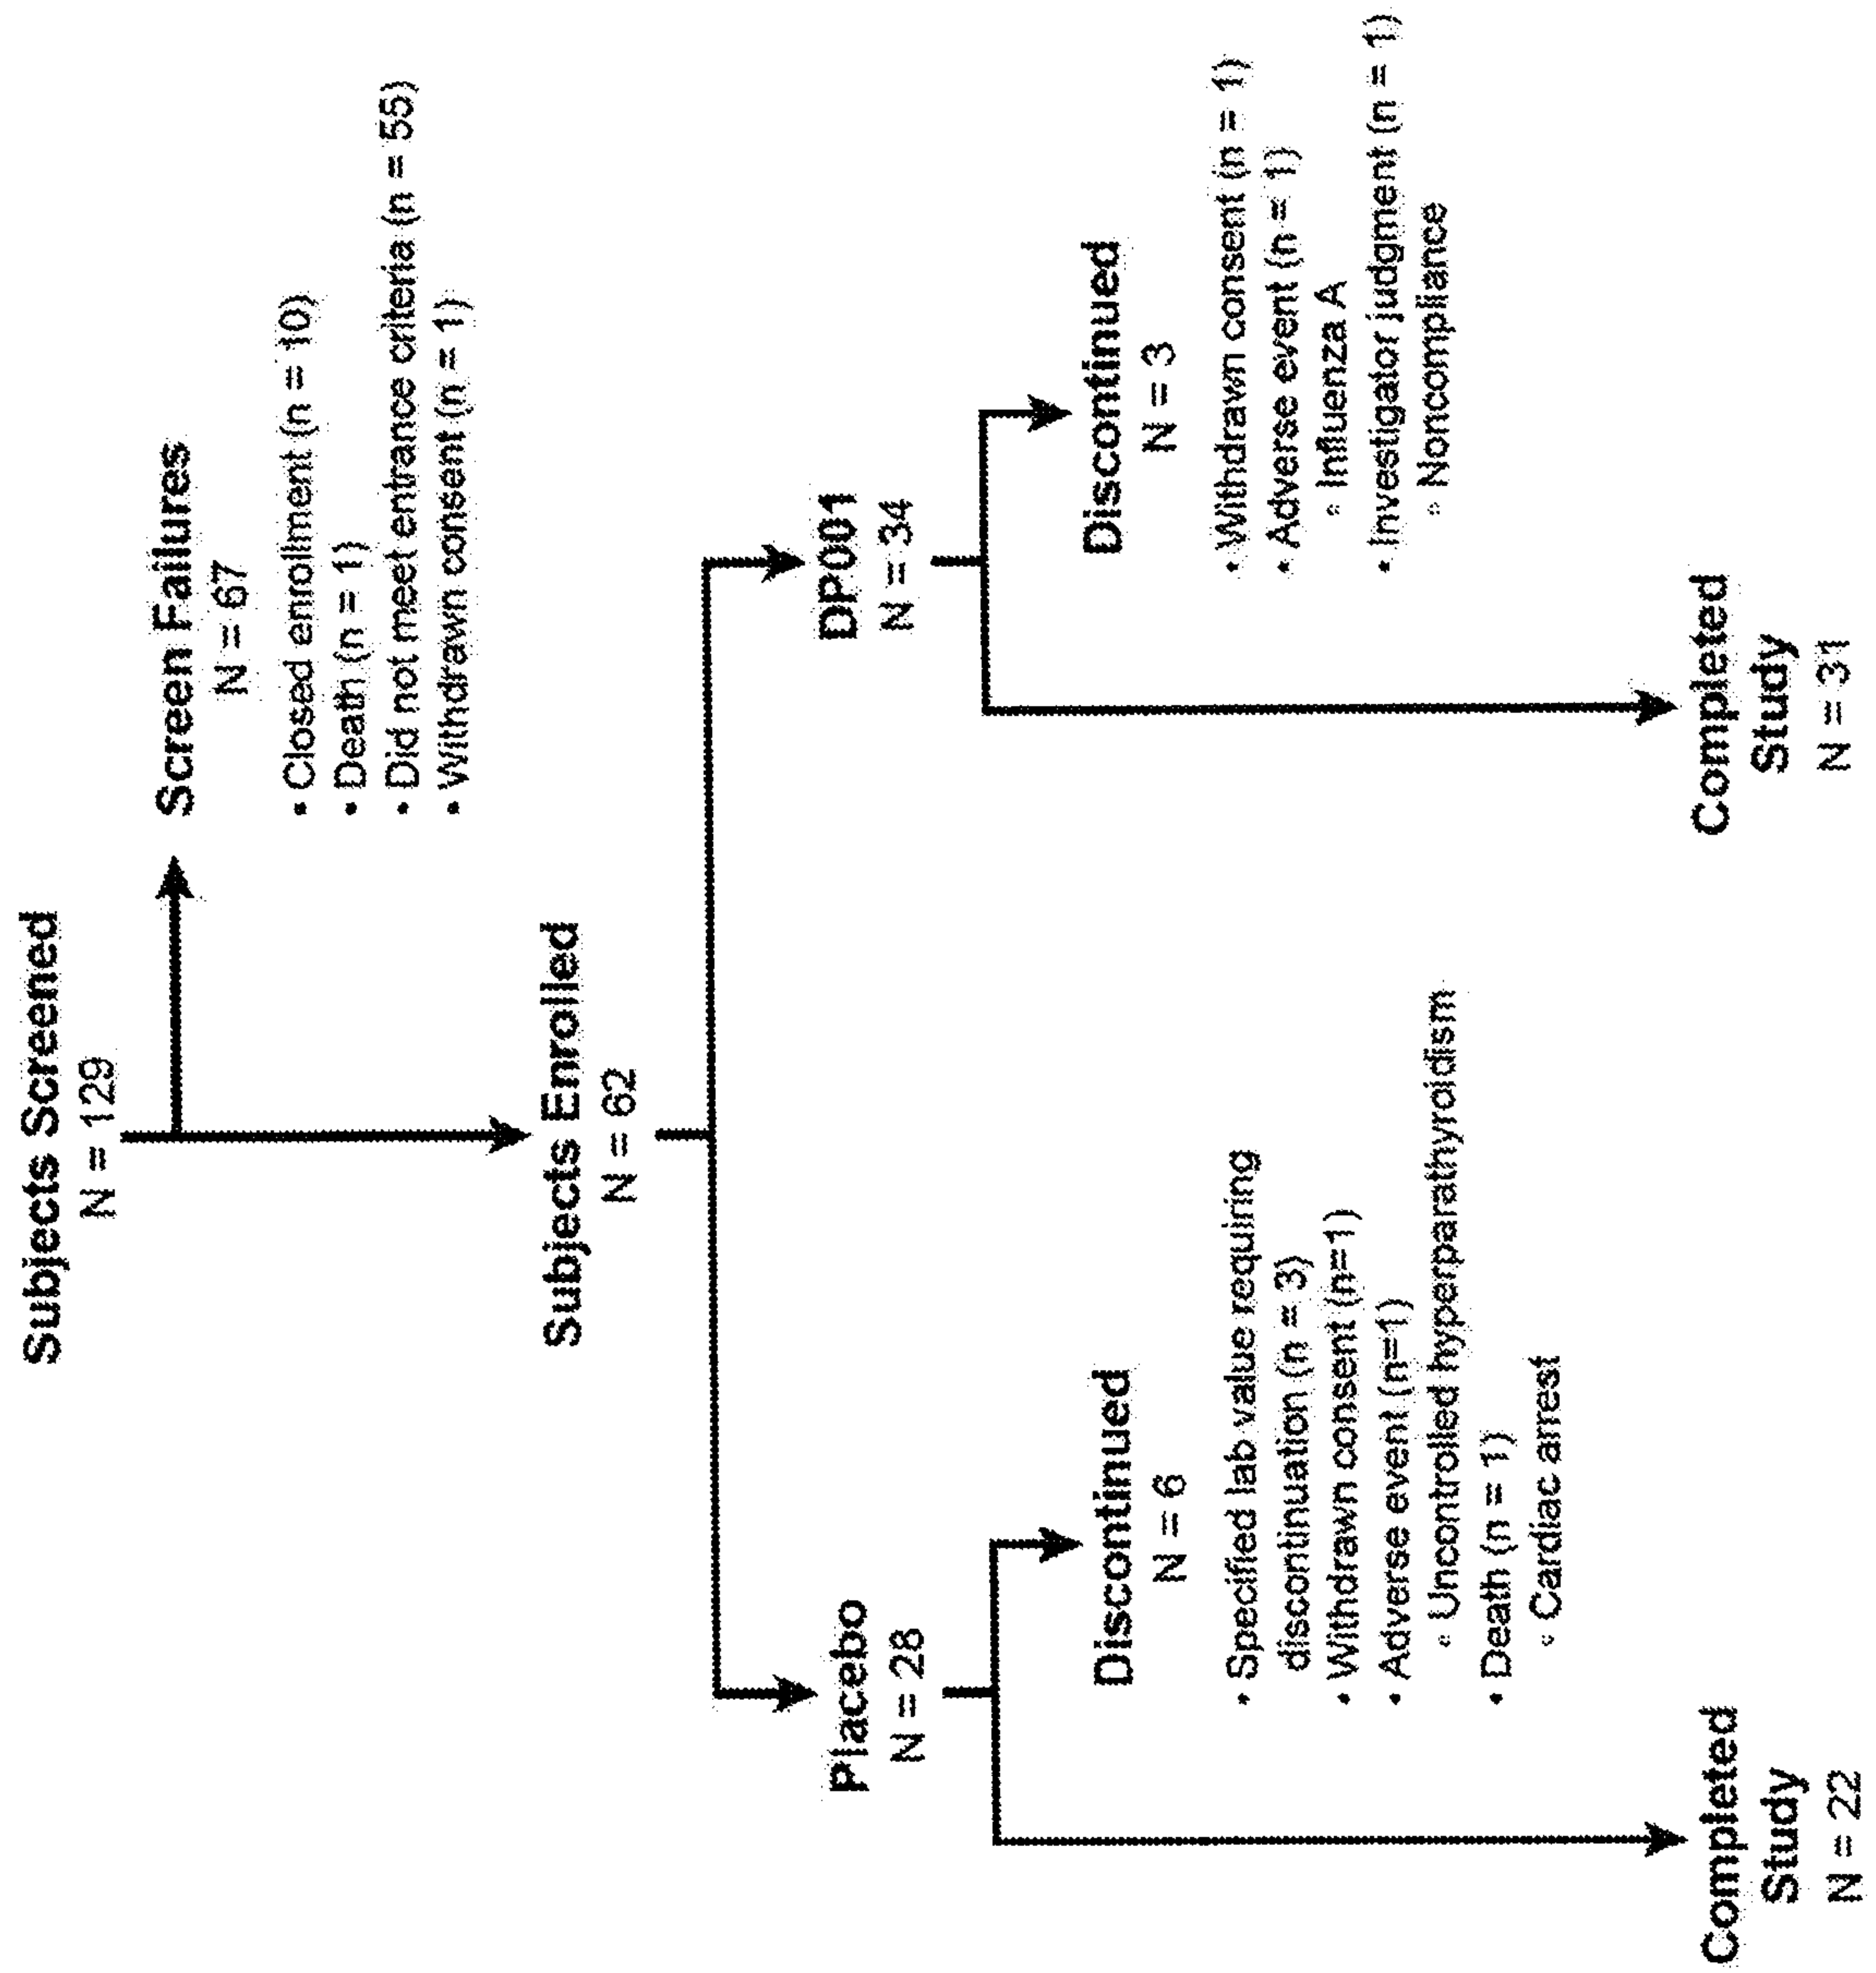 Subjects Screened
N = 129
Screen Failures
N = 67
• Closed enrollment (n = 10)
• Death (n = 1)
• Did not meet entrance criteria (n = 55)
• Withdrawn consent (n = 1)
Subjects Enrolled
N = 62
Placebo
N = 28
Discontinued
N = 6
• Specified lab value requiring
discontinuation (n = 3)
• Withdrawn consent (n=1)
• Adverse event (n=1)
◦ Uncontrolled hyperparathyroidism
• Death (n = 1)
◦ Cardiac arrest
Completed
Study
N = 22
DP001
N = 34
Discontinued
N = 3
• Withdrawn consent (n = 1)
• Adverse event (n = 1)
◦ Influenza A
• Investigator judgment (n = 1)
◦ Noncompliance
Completed
Study
N = 31